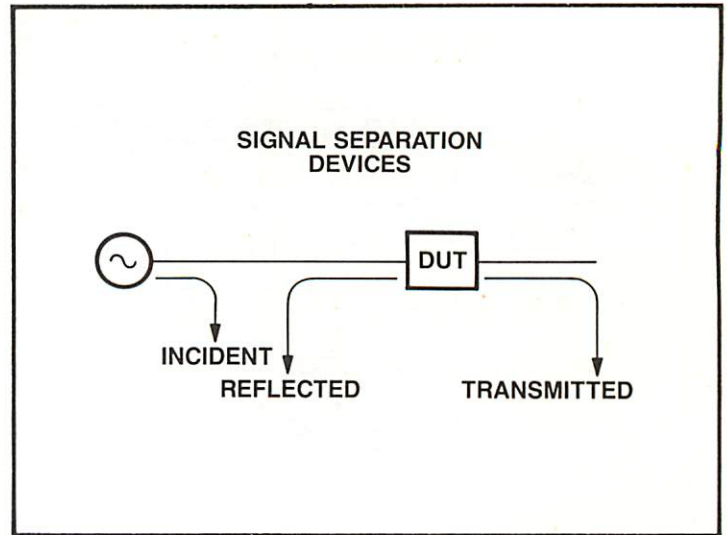 SIGNAL SEPARATION
DEVICES
DUT
INCIDENT
REFLECTED
TRANSMITTED